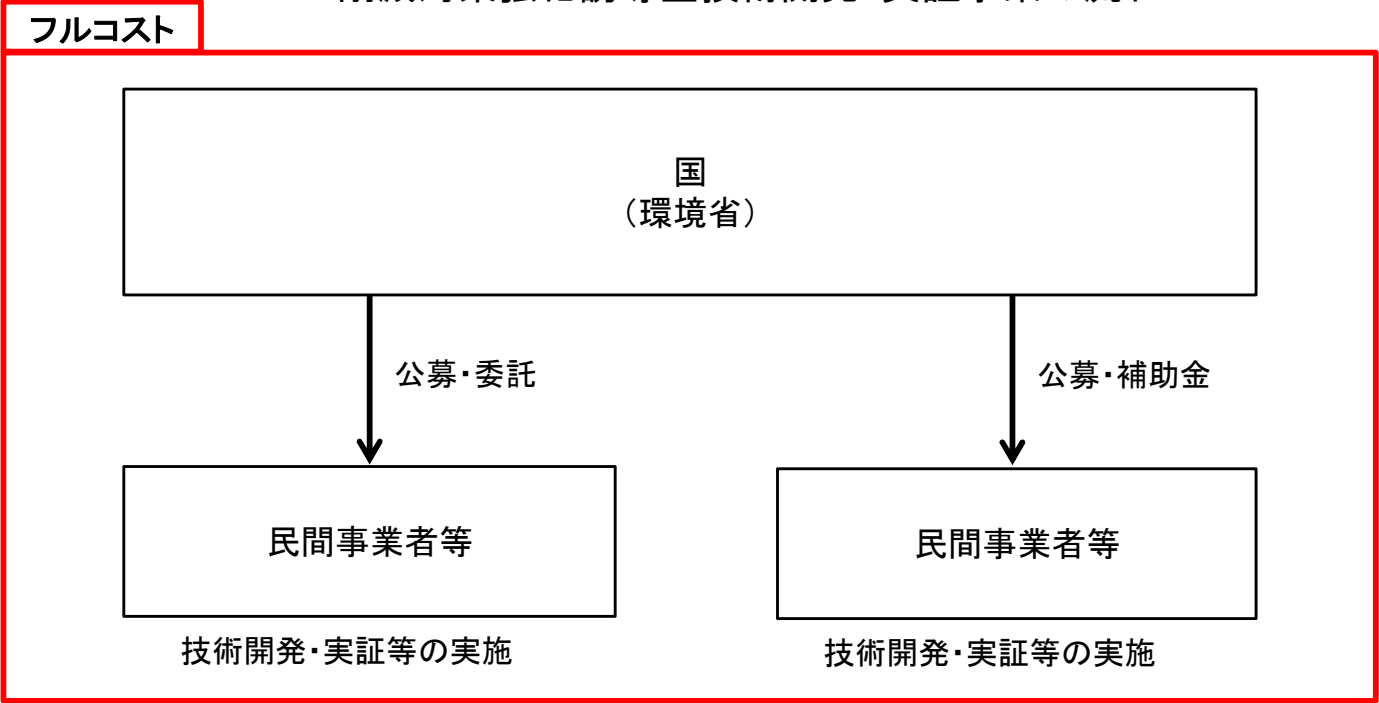 フルコスト
国
（環境省）
公募・委託
公募・補助金
民間事業者等
民間事業者等
技術開発・実証等の実施
技術開発・実証等の実施